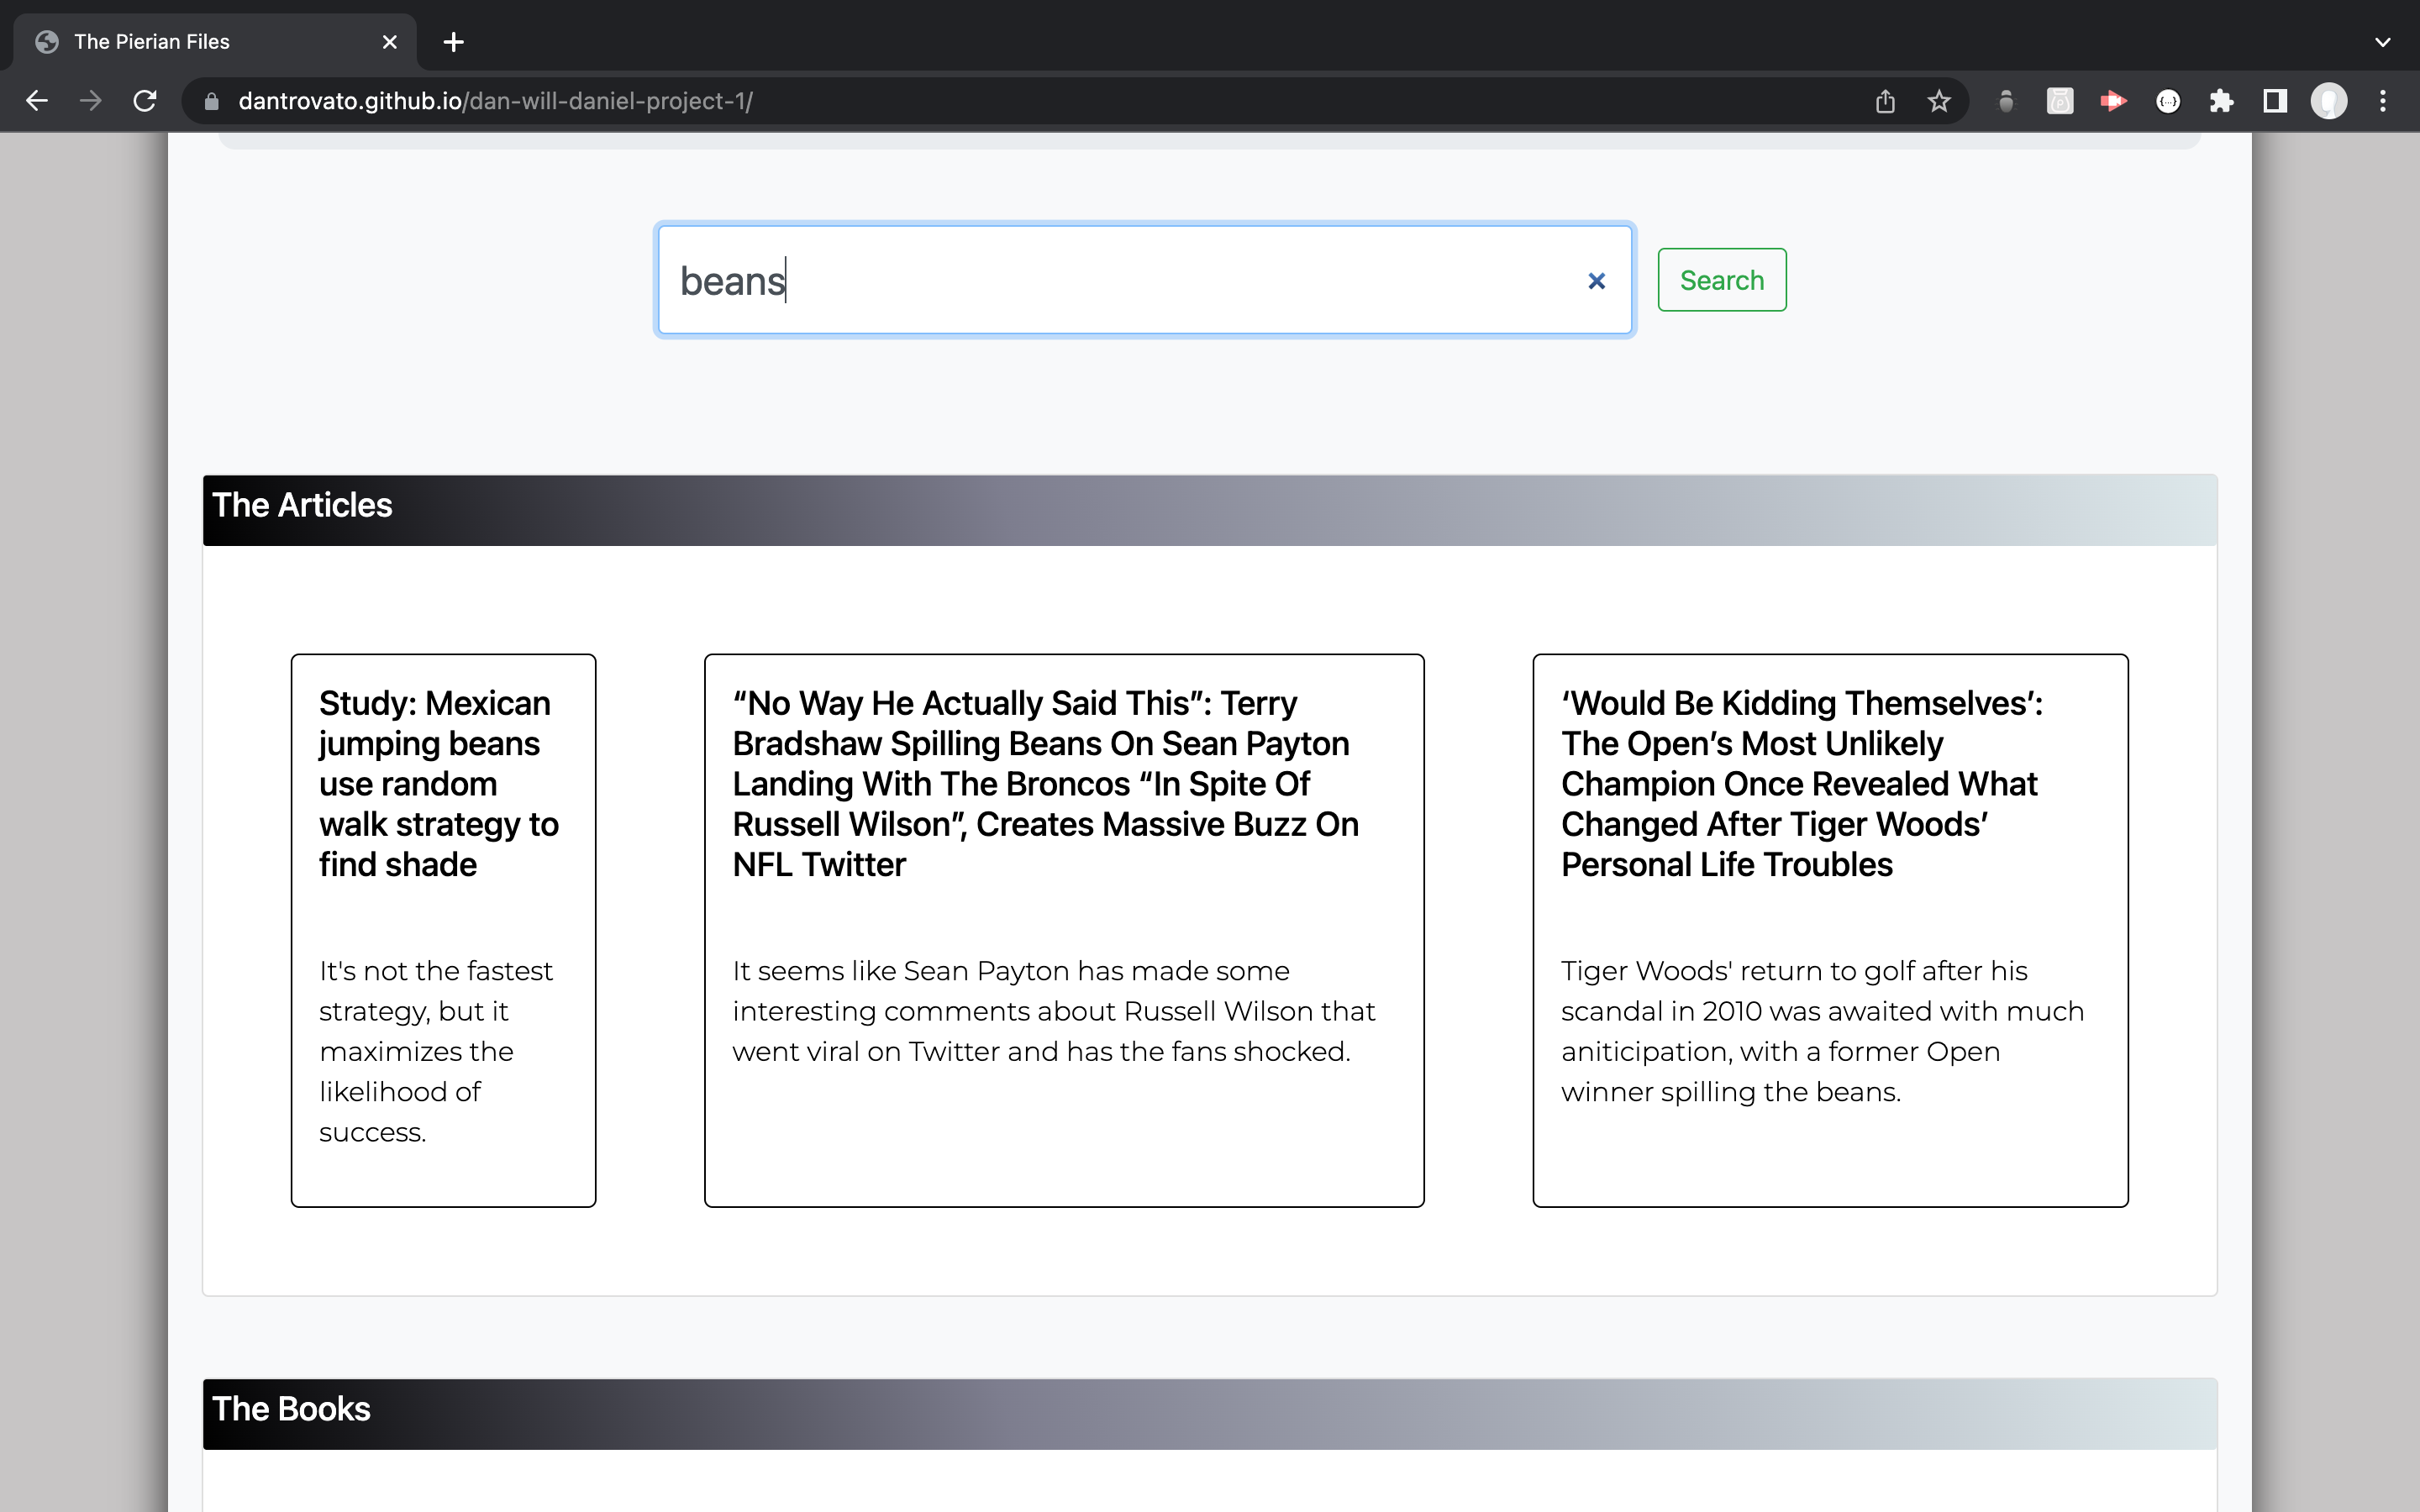 The Pierian Files
dantrovato.github.io/dan-will-daniel-project-1/
beans
Search
The Articles
Study: Mexican
jumping beans
use random
walk strategy to
find shade
It's not the fastest
strategy, but it
maximizes the
likelihood of
success.
“No Way He Actually Said This”: Terry
Bradshaw Spilling Beans On Sean Payton
Landing With The Broncos “In Spite Of
Russell Wilson”, Creates Massive Buzz On
NFL Twitter
It seems like Sean Payton has made some
interesting comments about Russell Wilson that
went viral on Twitter and has the fans shocked.
‘Would Be Kidding Themselves’:
The Open’s Most Unlikely
Champion Once Revealed What
Changed After Tiger Woods’
Personal Life Troubles
Tiger Woods' return to golf after his
scandal in 2010 was awaited with much
aniticipation, with a former Open
winner spilling the beans.
The Books